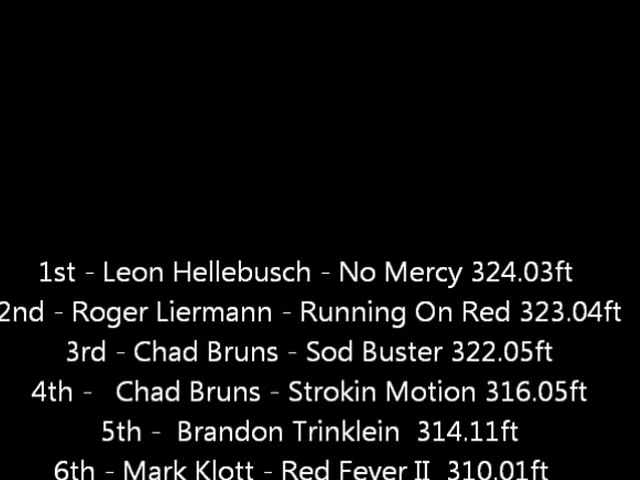 1st - Leon Hellebusch - No Mercy 324.03ft
2nd - Roger Liermann - Running On Red 323.04ft
3rd - Chad Bruns - Sod Buster 322.05ft
4th -   Chad Bruns - Strokin Motion 316.05ft
5th -  Brandon Trinklein  314.11ft
6th - Mark Klott - Red Fever II  310.01ft